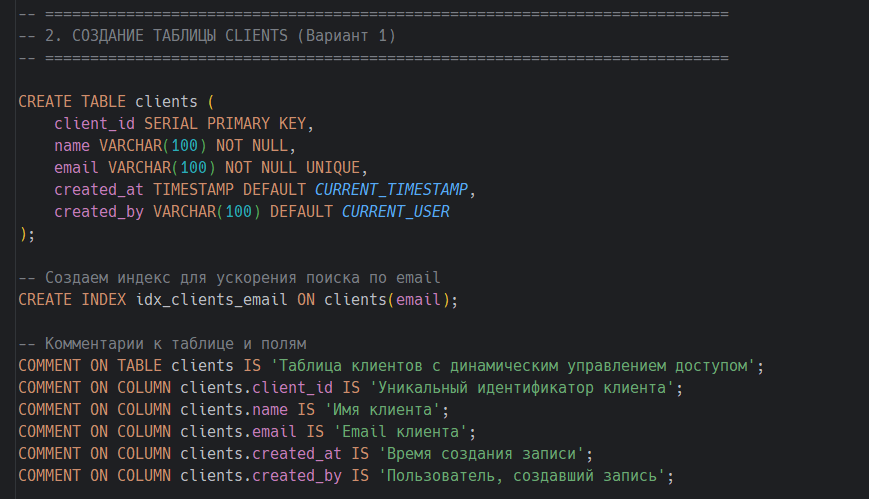 -- ============================================================================
-- 2. СОЗДАНИЕ ТАБЛИЦЫ CLIENTS (Вариант 1)
-- ============================================================================
CREATE TABLE clients (
    client_id SERIAL PRIMARY KEY,
    name VARCHAR(100) NOT NULL,
    email VARCHAR(100) NOT NULL UNIQUE,
    created_at TIMESTAMP DEFAULT CURRENT_TIMESTAMP,
    created_by VARCHAR(100) DEFAULT CURRENT_USER
);
-- Создаем индекс для ускорения поиска по email
CREATE INDEX idx_clients_email ON clients(email);
-- Комментарии к таблице и полям
COMMENT ON TABLE clients IS 'Таблица клиентов с динамическим управлением доступом';
COMMENT ON COLUMN clients.client_id IS 'Уникальный идентификатор клиента';
COMMENT ON COLUMN clients.name IS 'Имя клиента';
COMMENT ON COLUMN clients.email IS 'Email клиента';
COMMENT ON COLUMN clients.created_at IS 'Время создания записи';
COMMENT ON COLUMN clients.created_by IS 'Пользователь, создавший запись';